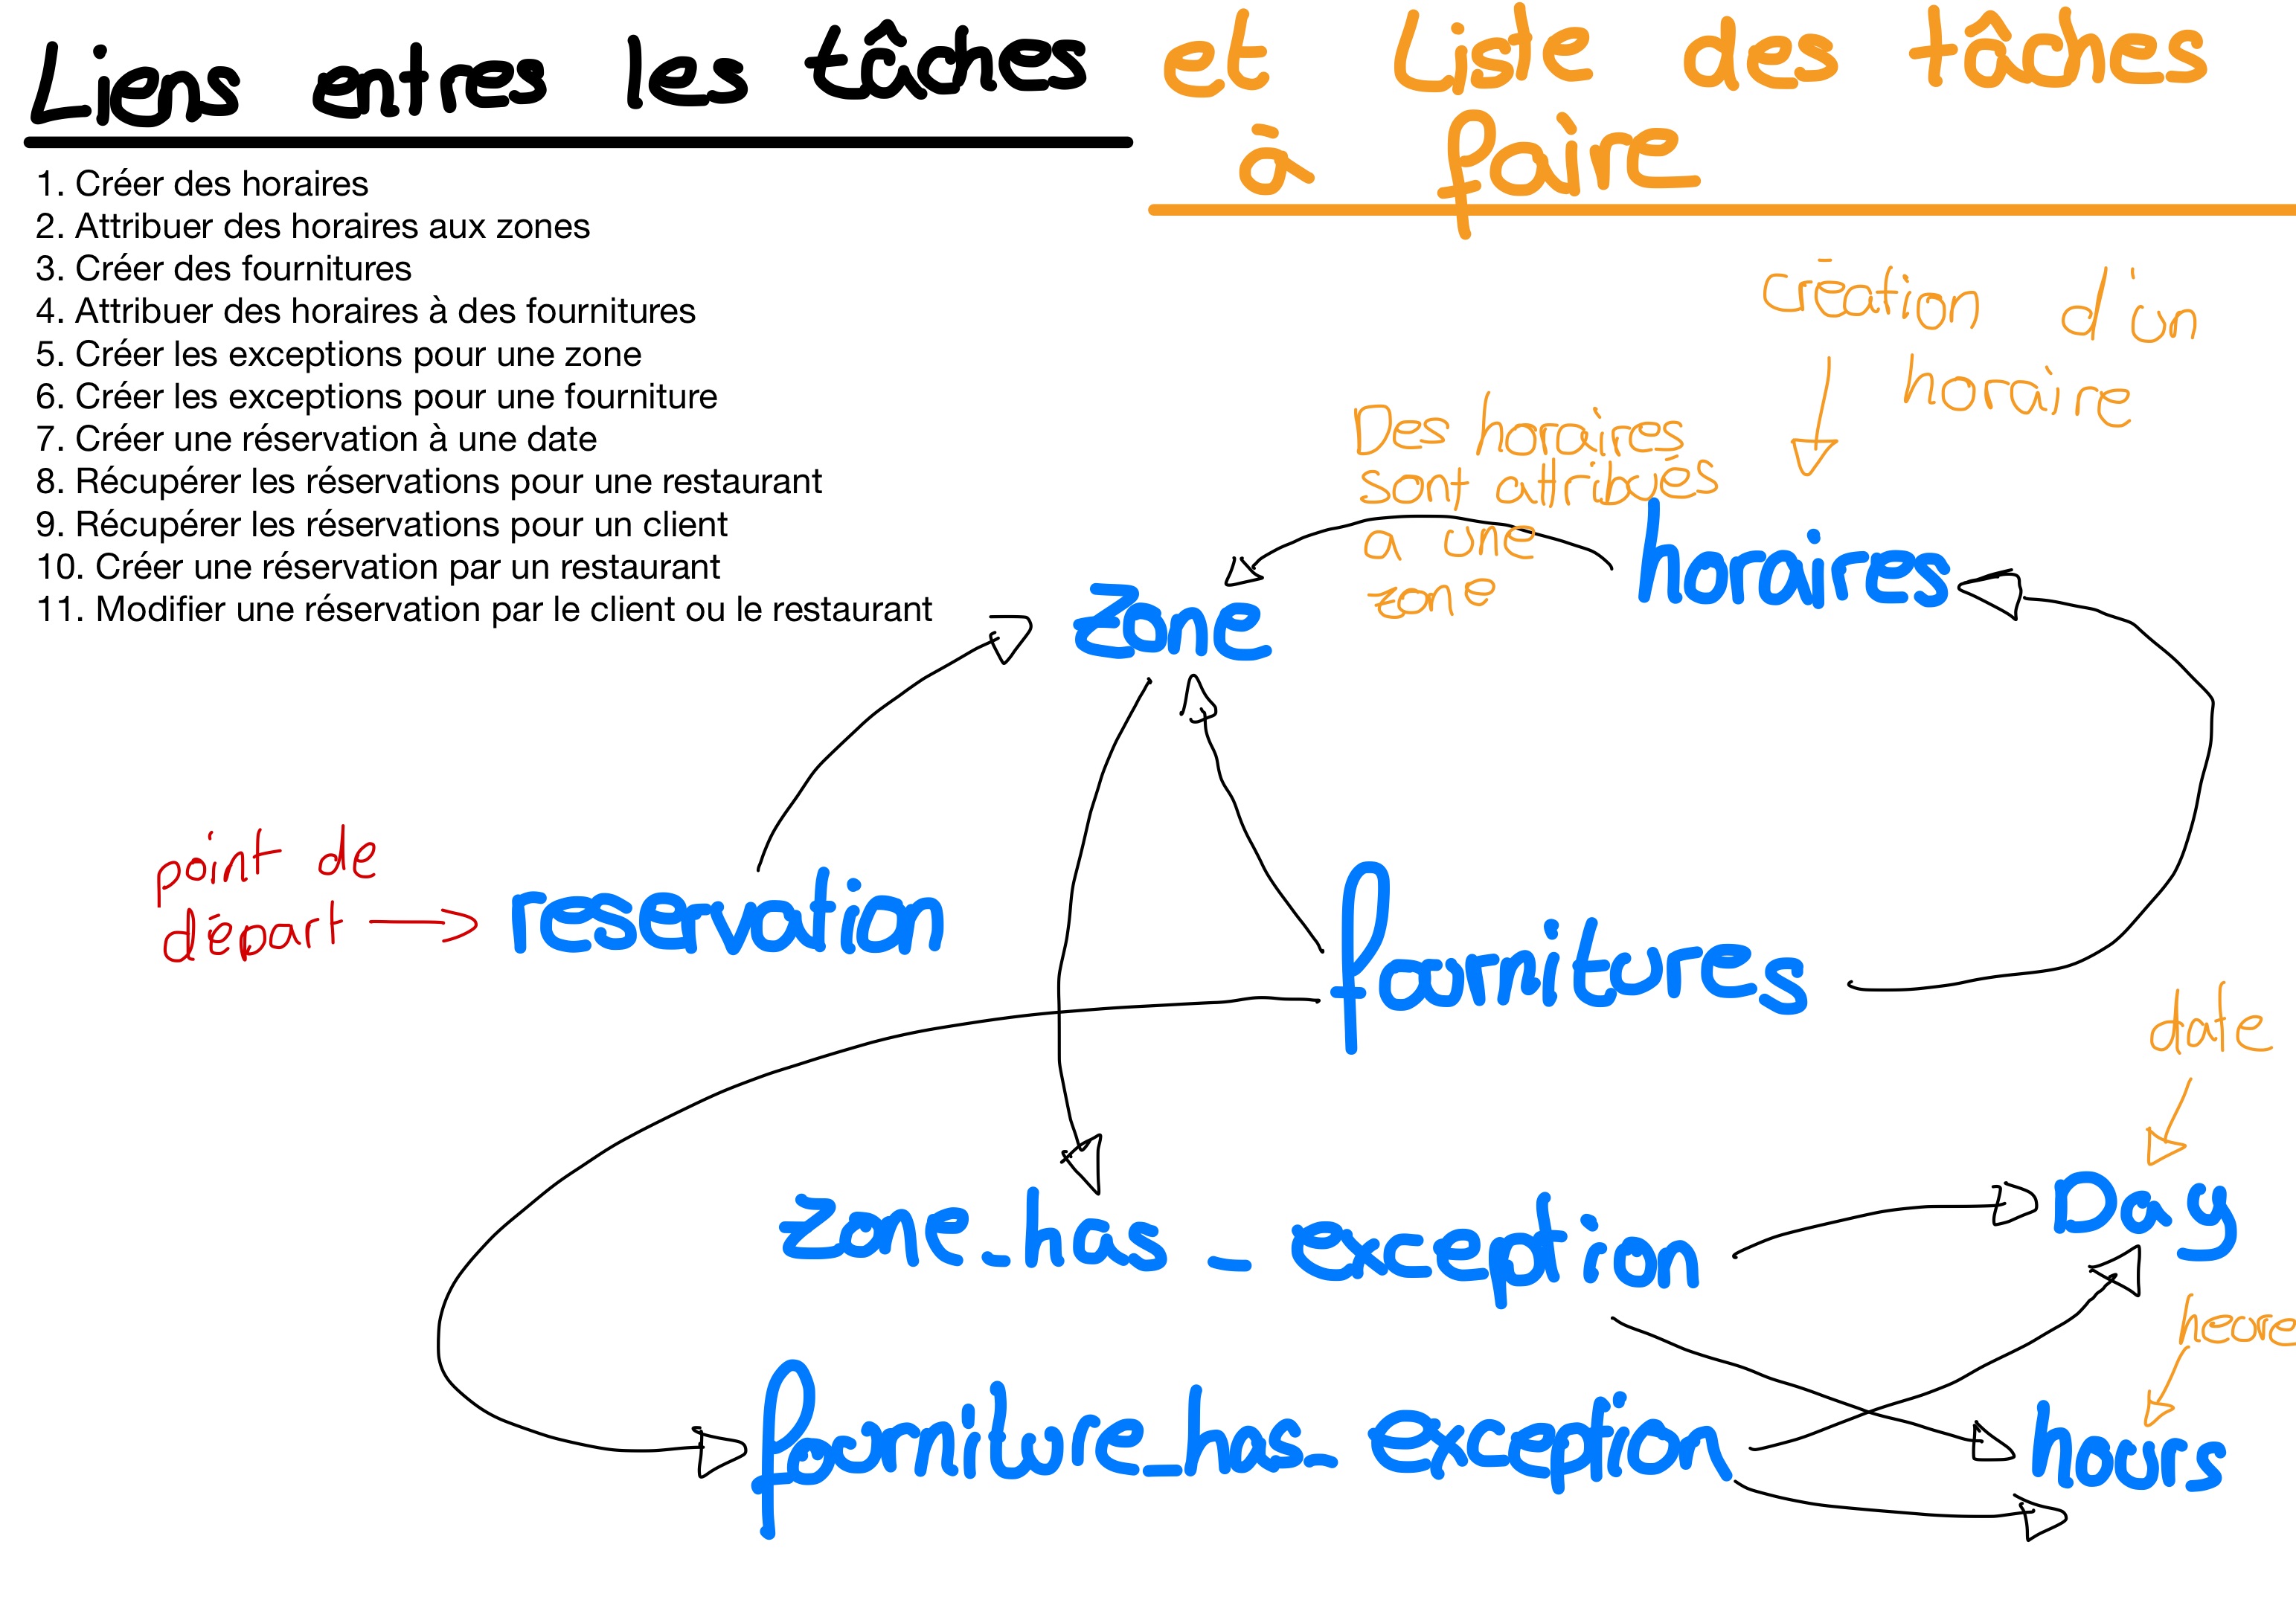 Liens entres les tâches et Liste des tâches
à faire
1. Créer des horaires
2. Attribuer des horaires aux zones
3. Créer des fournitures
4. Attribuer des horaires à des fournitures
5. Créer les exceptions pour une zone
6. Créer les exceptions pour une fourniture
7. Créer une réservation à une date
8. Récupérer les réservations pour une restaurant
9. Récupérer les réservations pour un client
10. Créer une réservation par un restaurant
11. Modifier une réservation par le client ou le restaurant
création d'un
horaire
Des horaires
sont attribués
a une
zone
horaires
zone
point de
départ
reservation
fournitures
date
zone_has_exception
Day
heure
fourniture_has_exception
hours